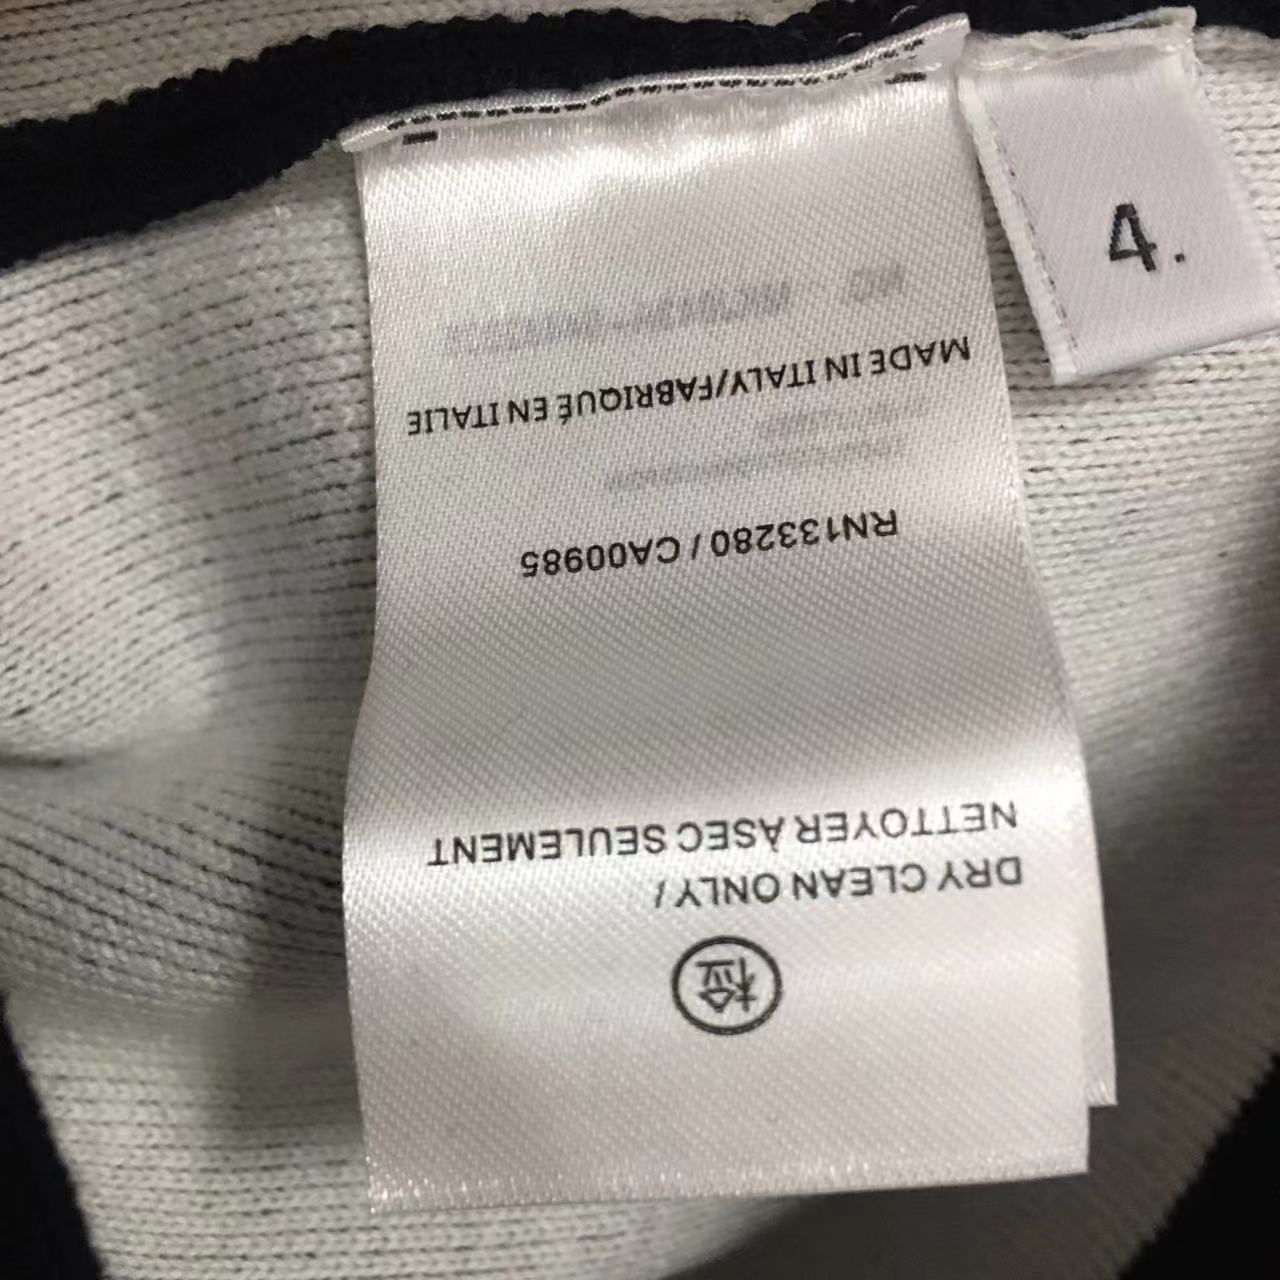 4.
DRY CLEAN ONLY /
NETTOYER ÀSEC SEULEMENT
RN133280 / CA00985
MADE IN ITALY/FABRIQUÉ EN ITALIE